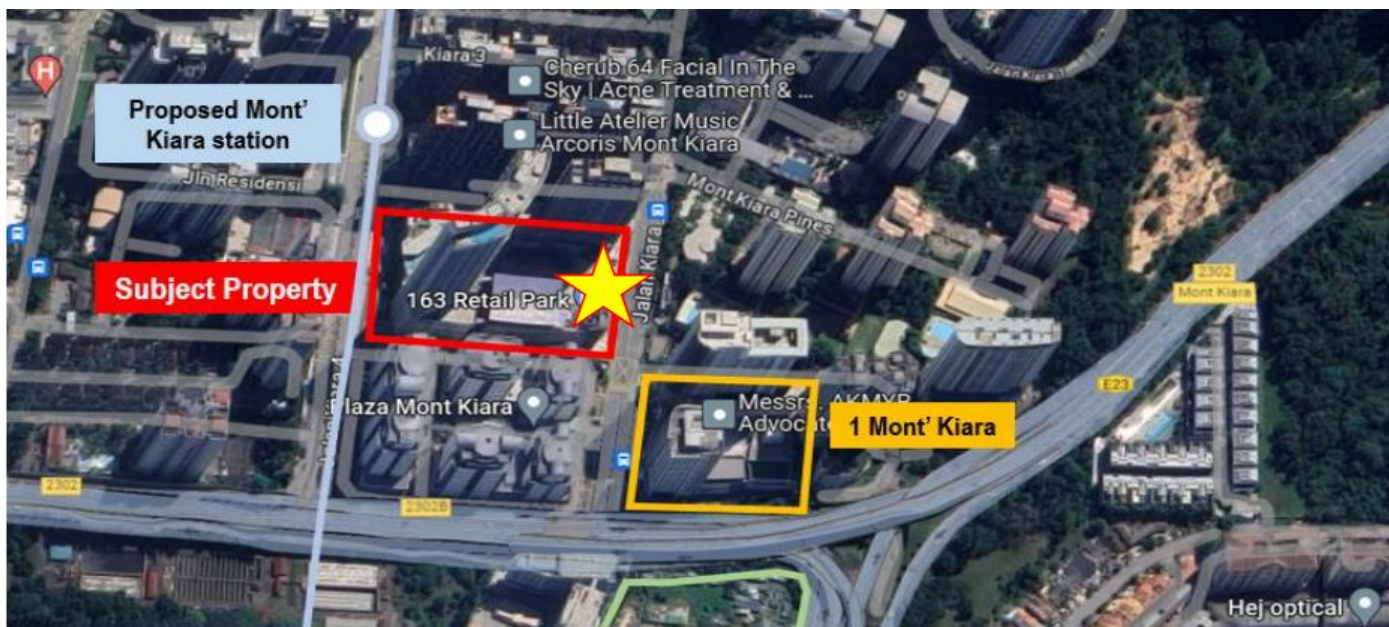 Kiara 3
H
Cherub 64 Facial In The
Sky | Acne Treatment & ...
Proposed Mont'
Kiara station
Little Atelier Music
Arcoris Mont Kiara
Jln Residensi
Mont Kiara Pines
Subject Property
163 Retail Park
Jalan Kiara
2302
Mont Kiara
E23
Plaza Mont Kiara
Messrs. AKMYR
Advocate
1 Mont' Kiara
2302
2302B
Hej optical